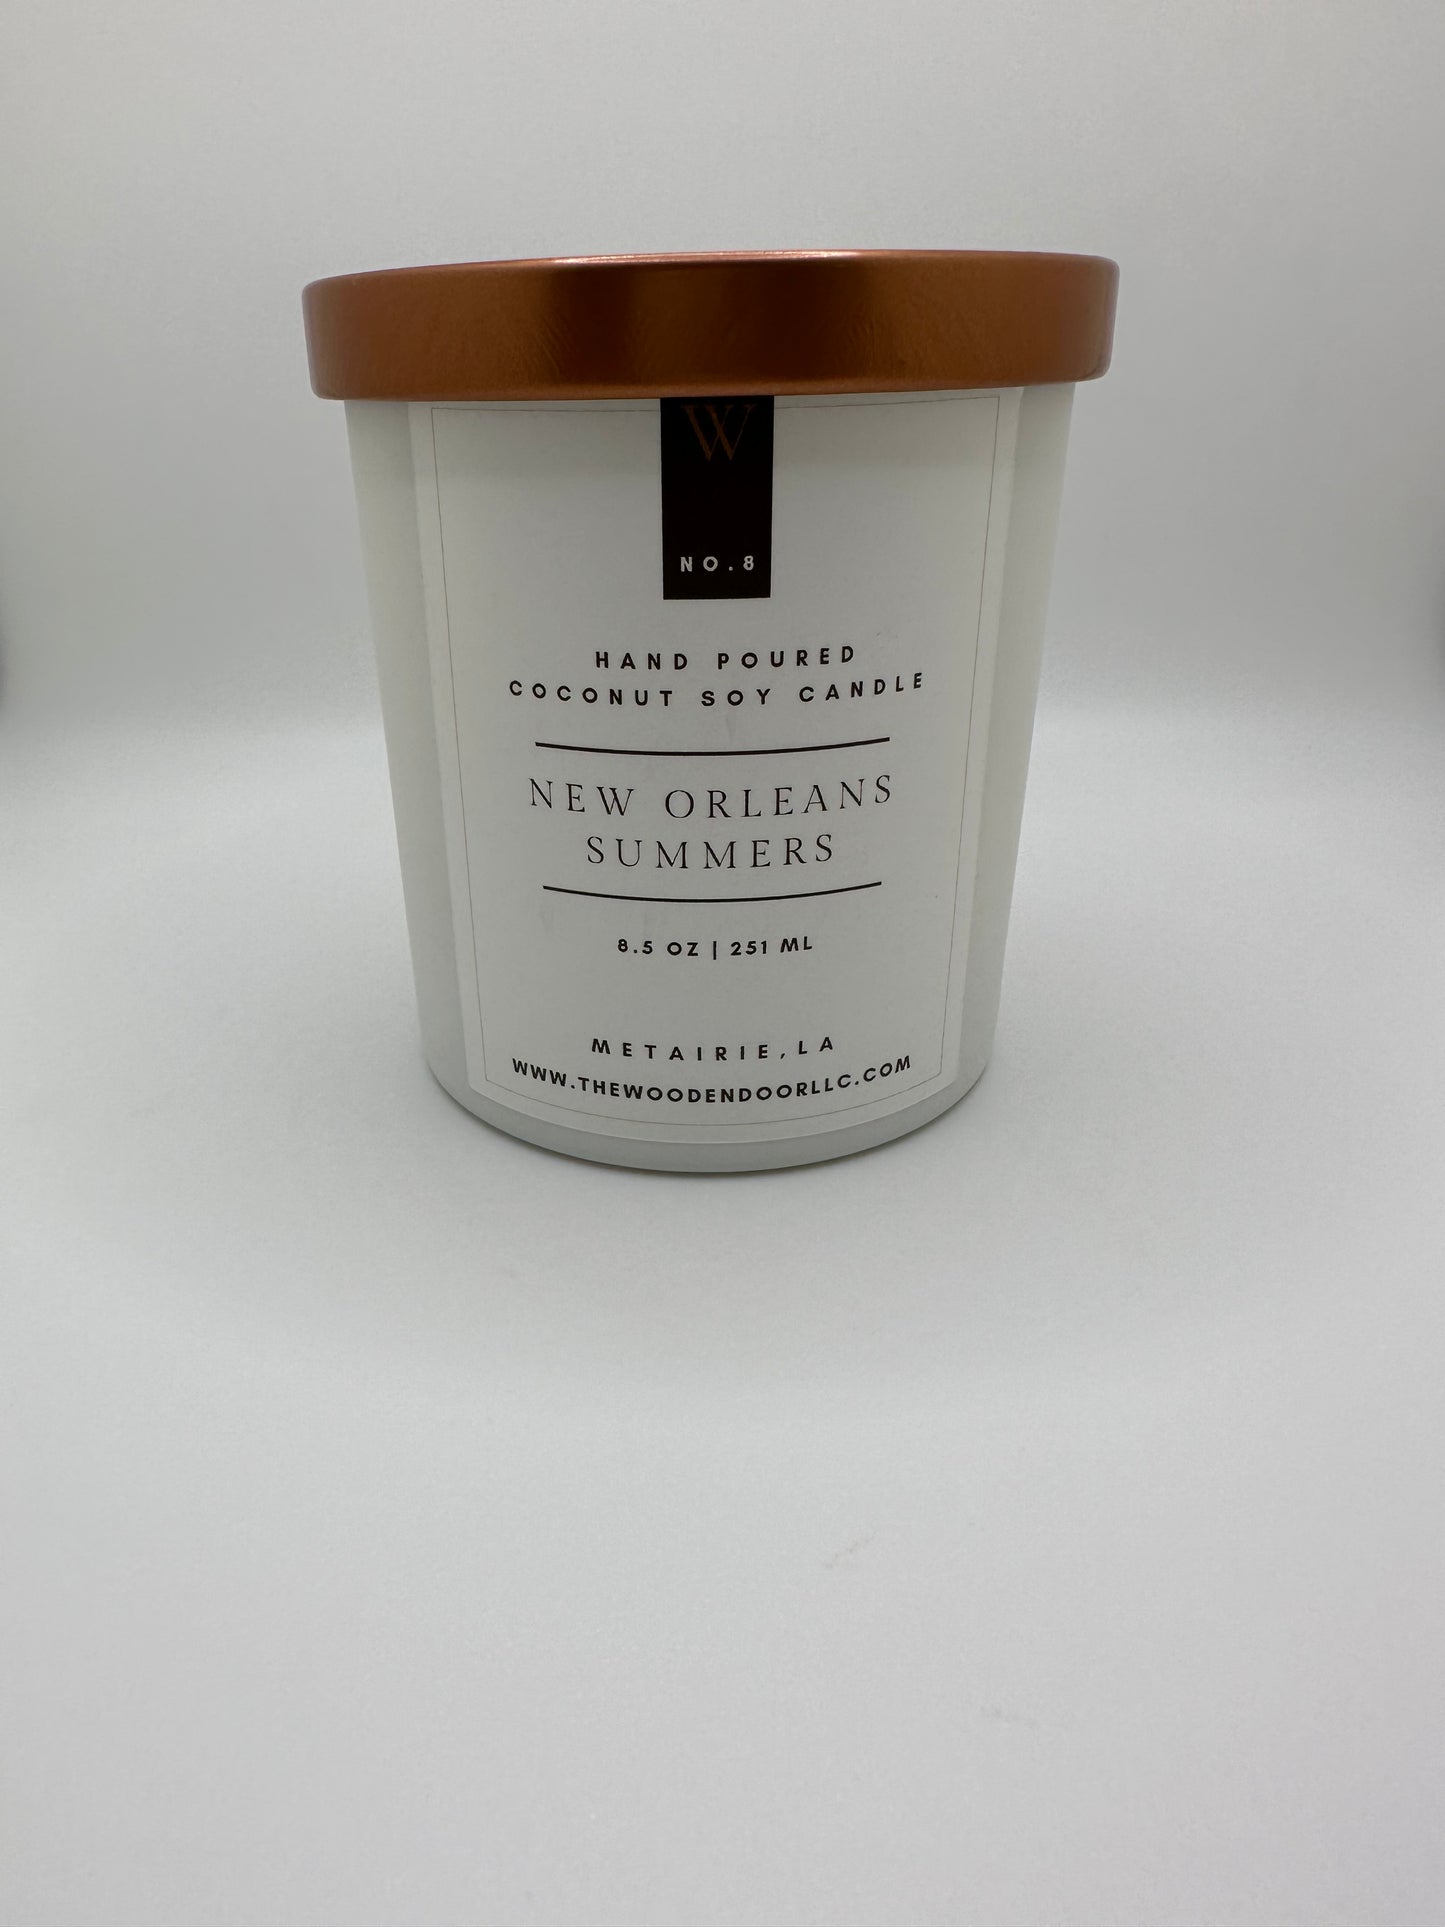 W
NO.8
HAND POURED
COCONUT SOY CANDLE
NEW ORLEANS
SUMMERS
8.5 OZ | 251 ML
METAIRIE, LA
WWW.THEWOODENDOORLLC.COM